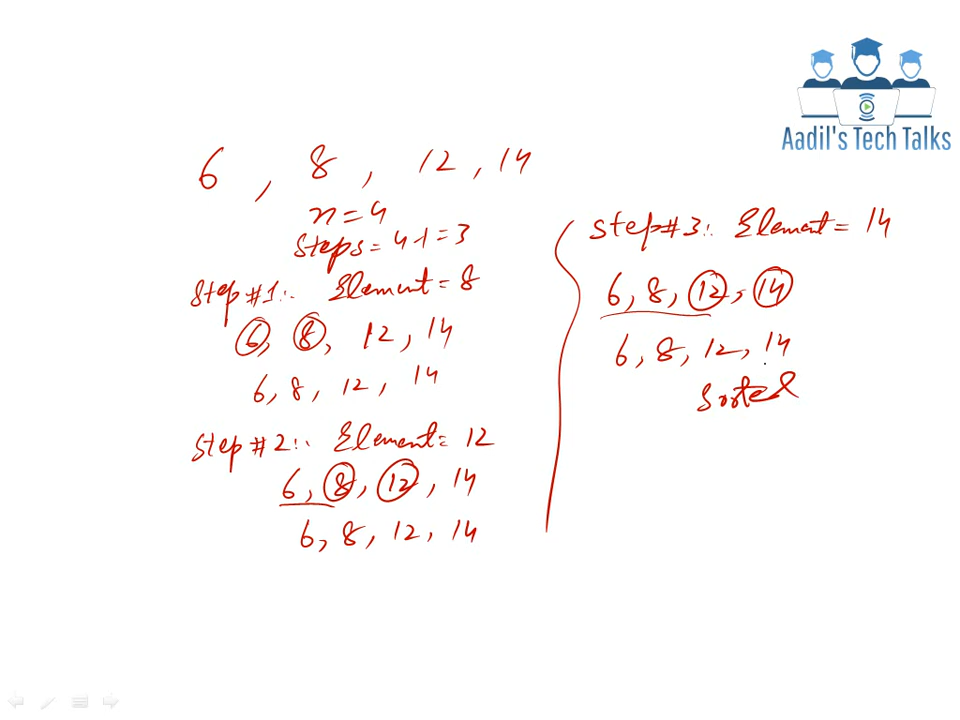 Aadil's Tech Talks
6 , 8 , 12 , 14
n = 4
Steps = 4-1 = 3
Step #1:. Element = 8
6, 8, 12, 14
6, 8, 12, 14
Step #2:. Element = 12
6, 8, 12, 14
6, 8, 12, 14
Step #3:. Element = 14
6, 8, 12, 14
6, 8, 12, 14
Sorted